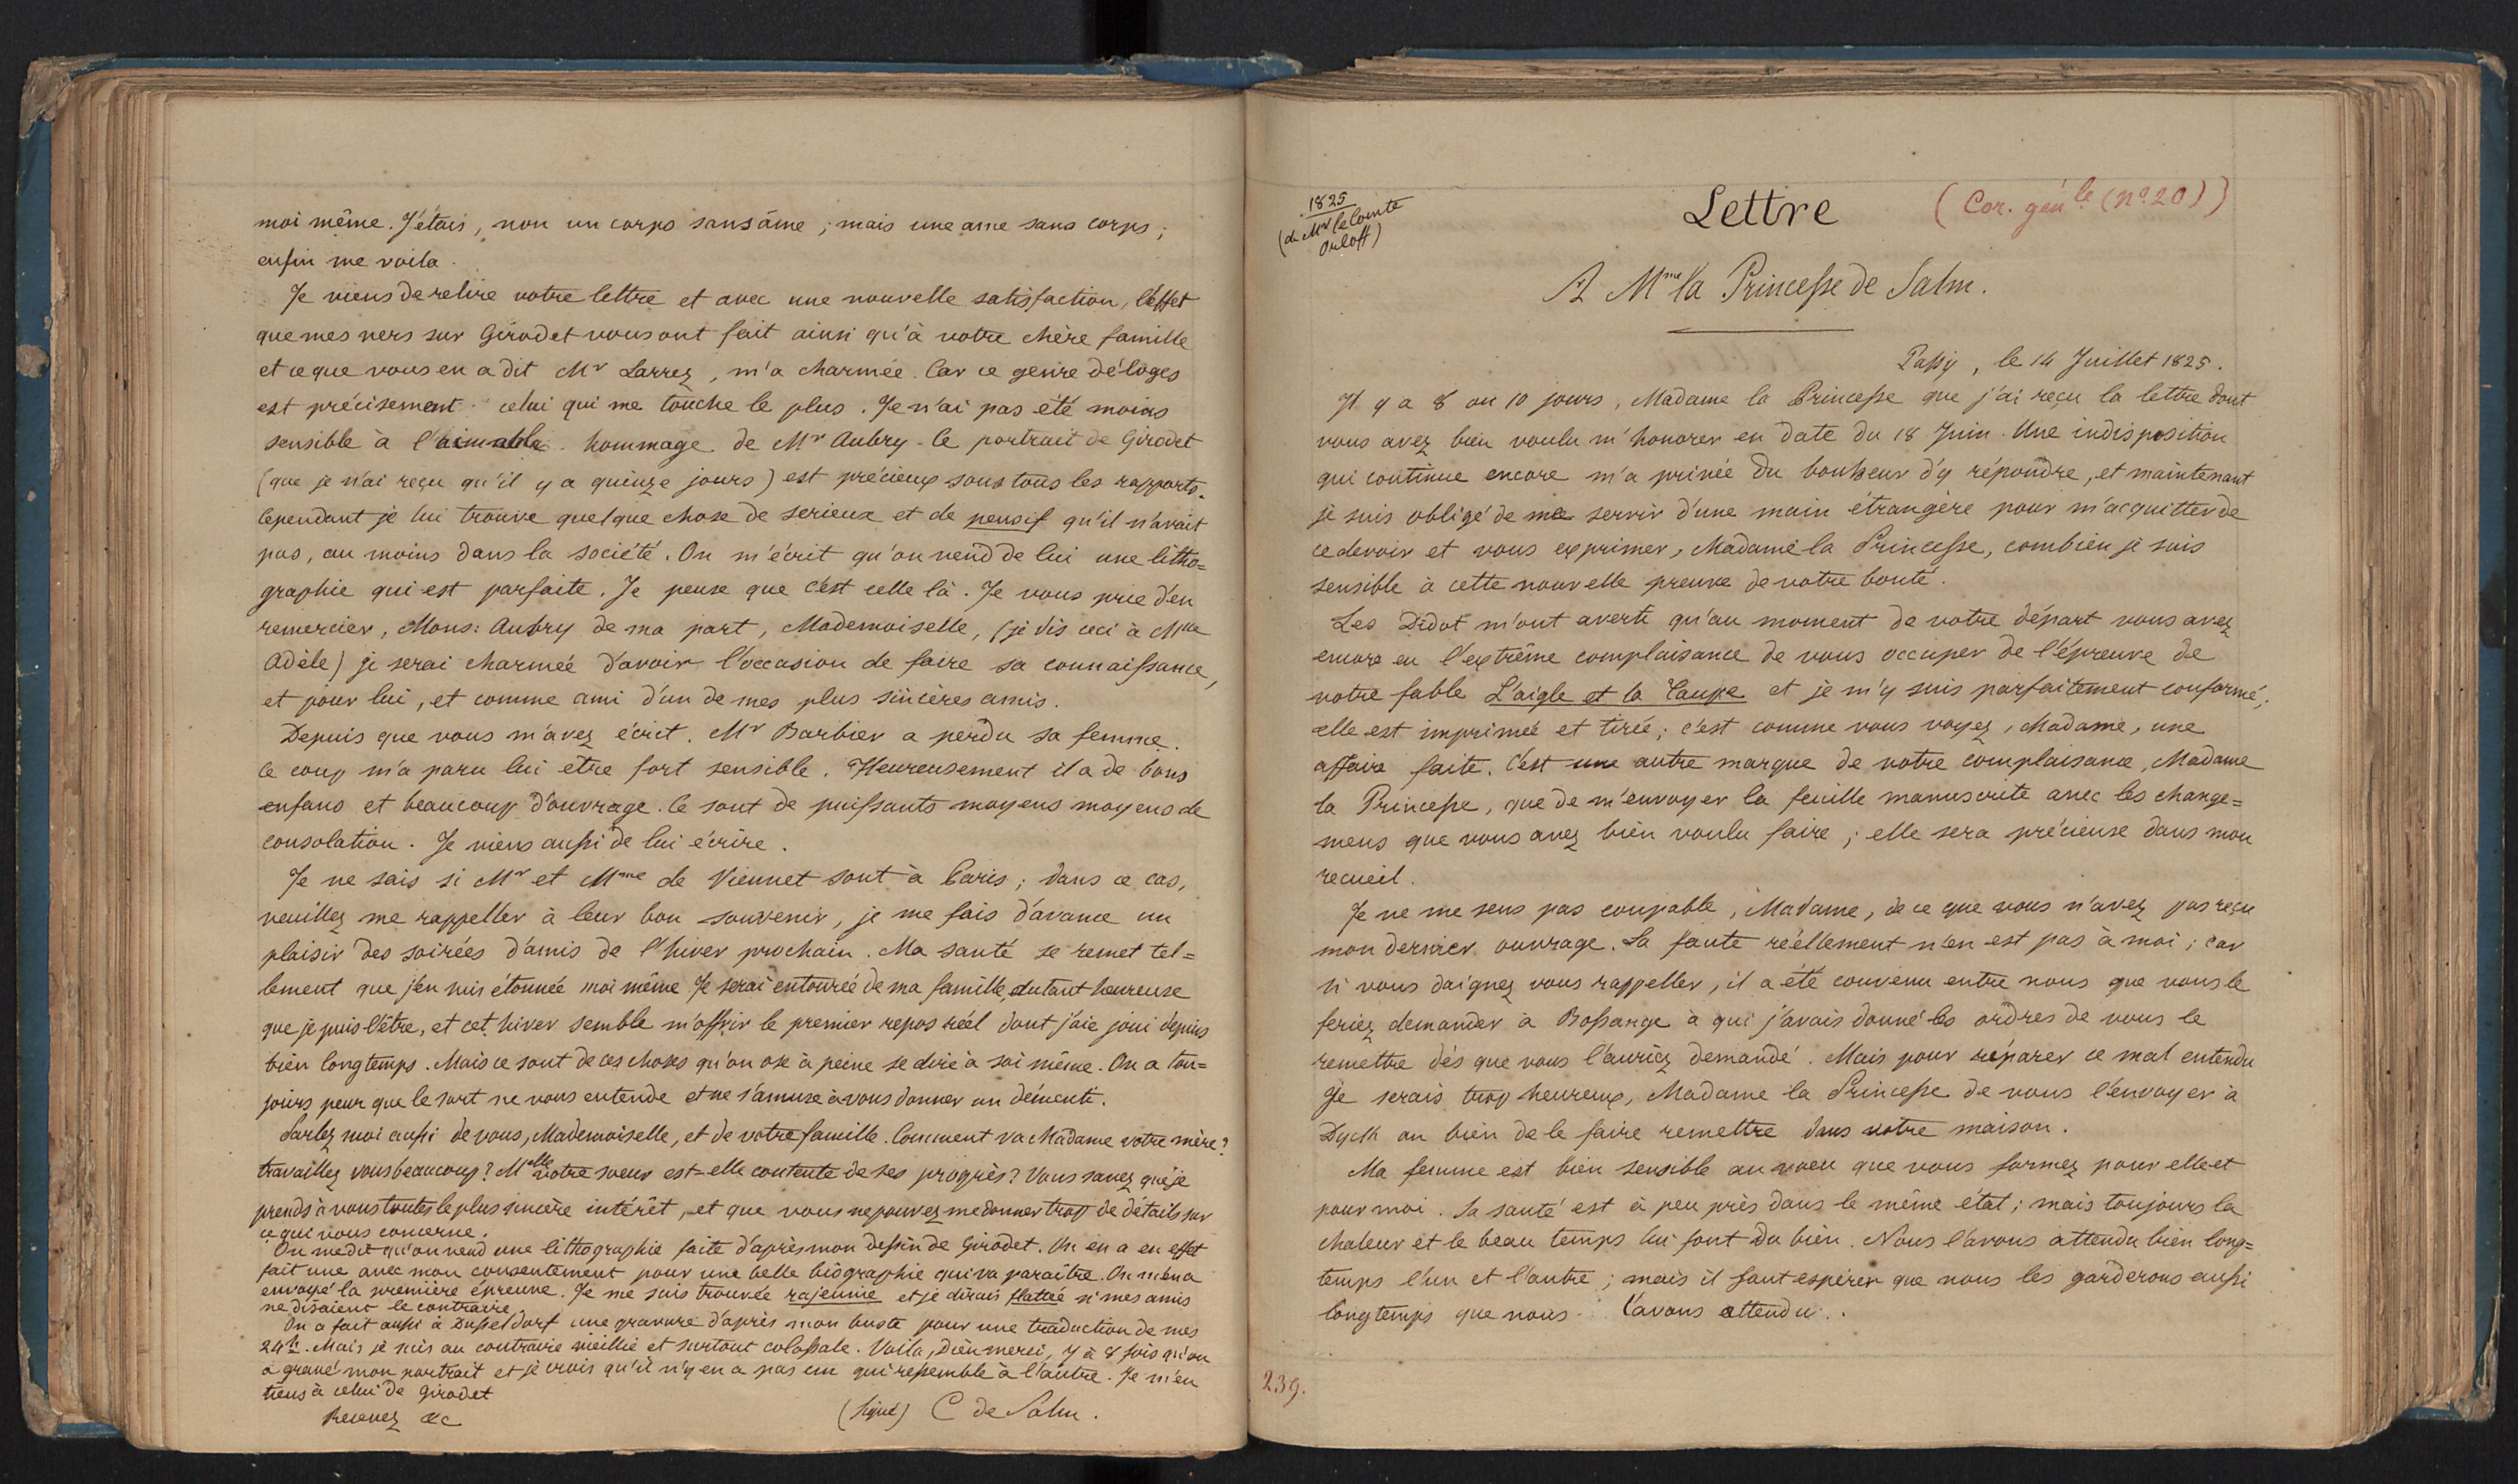 moi même. J'étais, non un corps sans âme ; mais une ame sans corps ;
enfin me voila.
Je viens de relire votre lettre et avec une nouvelle satisfaction, l'effet
que mes vers sur Girodet vous ont fait ainsi qu'à votre chère famille
et ce que vous en a dit Mr Larrey, m'a charmée. Car ce genre d'éloges
est précisement celui qui me touche le plus. Je n'ai pas été moins
sensible à l'aimable hommage de Mr Aubry - le portrait de Girodet
(que je n'ai reçu qu'il y a quinze jours) est précieux sous tous les rapports.
Cependant je lui trouve quelque chose de serieux et de pensif qu'il n'avait
pas, au moins dans la société. On m'écrit qu'on vend de lui une litho=
graphie qui est parfaite. Je pense que c'est celle là. Je vous prie d'en
remercier, Mons: Aubry de ma part, Mademoiselle, (je dis ceci à Mlle
Adèle) je serai charmée d'avoir l'occasion de faire sa connaissance,
et pour lui, et comme ami d'un de mes plus sincères amis.
Depuis que vous m'avez écrit. Mr Barbier a perdu sa femme.
ce coup m'a paru lui etre fort sensible. Heureusement il a de bons
enfans et beaucoup d'ouvrage. Ce sont de puissants moyens moyens de
consolation. Je viens aussi de lui écrire.
Je ne sais si Mr et Mme de Viennet sont à Paris ; dans ce cas,
veuillez me rappeller à leur bon souvenir, je me fais d'avance un
plaisir des soirées d'amis de l'hiver prochain. Ma santé se remet tel=
lement que j'en suis étonnée moi même Je serai entourée de ma famille, autant heureuse
que je puis l'être, et cet hiver semble m'offrir le premier repos réel dont j'aie joui depuis
bien longtemps. Mais ce sont de ces choses qu'on ose à peine se dire à soi même. On a tou=
jours peur que le sort ne vous entende et ne s'amuse à vous donner un démenti.
Parlez moi aussi de vous, Mademoiselle, et de votre famille. Comment va Madame votre mère ?
travaillez vous beaucoup ? Melle votre soeur est-elle contente de ses progrès ? Vous savez que je
prends à vous toutes le plus sincère intérêt, et que vous ne pouvez me donner trop de détails sur
ce qui vous concerne.
On me dit qu'on vend une lithographie faite d'après mon dessin de Girodet. On en a en effet
fait une avec mon consentement pour une belle biographie qui va paraître. On m'en a
envoyé la première épreuve. Je me suis trouvée rajeunie et je dirais flattée si mes amis
ne disaient le contraire.
On a fait aussi à Dusseldorf une gravure d'après mon buste pour une traduction de mes
24 h. Mais je suis au contraire vieillie et surtout colossale. Voila, Dieu merci, 7 à 8 fois qu'on
a gravé mon portrait et je crois qu'il n'y en a pas un qui ressemble à l'autre. Je m'en
tiens à celui de Girodet
Recevez &c
(signé) C de Salm.
1825
(de Mr le Comte
Orloff)
Lettre
(Cor. génle (no. 20))
A Mme la Princesse de Salm.
Passy, le 14 Juillet 1825.
Il y a 8 ou 10 jours, Madame la Princesse que j'ai reçu la lettre dont
vous avez bien voulu m'honorer en date du 18 Juin. Une indisposition
qui continue encore m'a privée du bonheur d'y répondre, et maintenant
je suis obligé de me servir d'une main étrangère pour m'acquitter de
ce devoir et vous exprimer, Madame la Princesse, combien je suis
sensible à cette nouvelle preuve de votre bonté.
Les Didot m'ont averti qu'au moment de votre départ vous avez
encore eu l'extrême complaisance de vous occuper de l'épreuve de
votre fable L'aigle et la Taupe et je m'y suis parfaitement conformé ;
elle est imprimée et tirée ; c'est comme vous voyez, Madame, une
affaire faite. C'est une autre marque de votre complaisance, Madame
la Princesse, que de m'envoyer la feuille manuscrite avec les change=
mens que vous avez bien voulu faire ; elle sera précieuse dans mon
recueil.
Je ne me sens pas coupable, Madame, de ce que vous n'avez pas reçu
mon dernier ouvrage. La faute réellement n'en est pas à moi ; car
si vous daignez vous rappeller, il a été convenu entre nous que vous le
feriez demander à Bossange à qui j'avais donné les ordres de vous le
remettre dés que vous l'auriez demandé. Mais pour réparer ce mal entendu
je serais trop heureux, Madame la Princesse de vous l'envoyer à
Dyck ou bien de le faire remettre dans votre maison.
Ma femme est bien sensible au voeu que vous formez pour elle et
pour moi. Sa santé est à peu près dans le même état ; mais toujours la
chaleur et le beau temps lui font du bien. Nous l'avons attendu bien long=
temps l'un et l'autre ; mais il faut espérer que nous les garderons aussi
longtemps que nous l'avons attendu.
239.